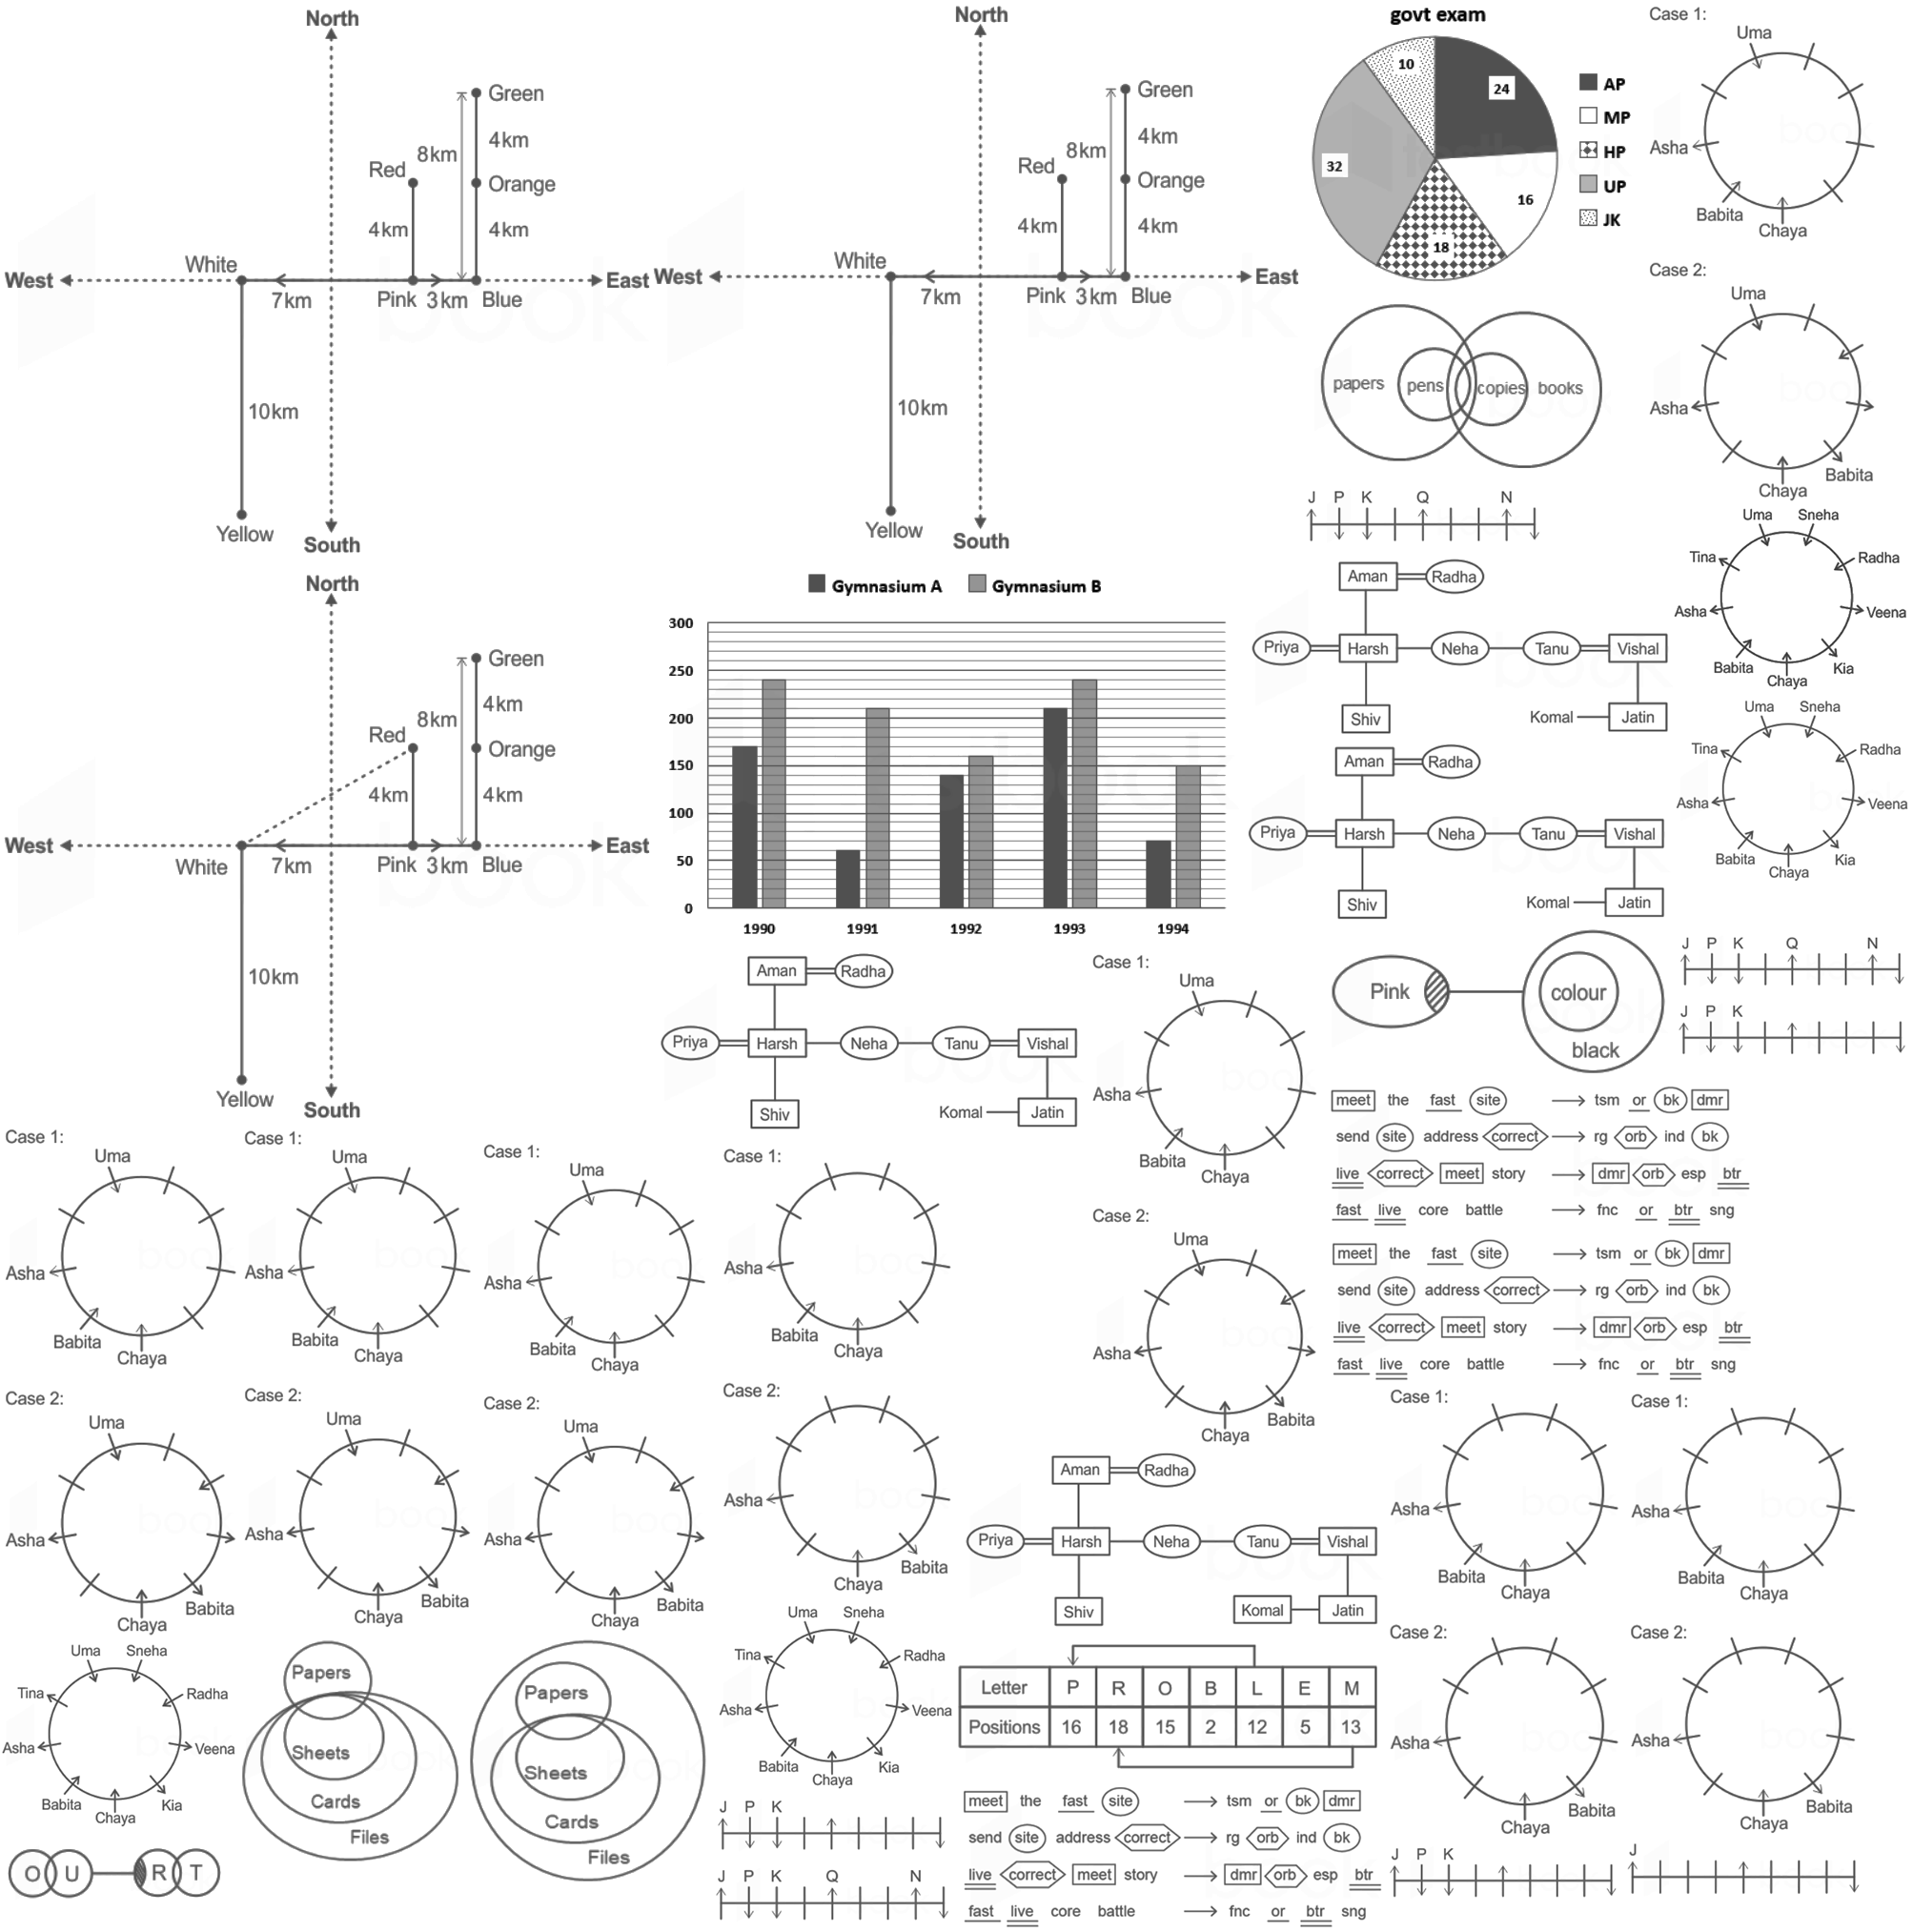 North
Green
4km
8km
Red
Orange
4km
4km
White
West
East
7km
Pink
3km
Blue
10km
Yellow
South
North
Green
4km
8km
Red
Orange
4km
4km
White
West
East
7km
Pink
3km
Blue
10km
Yellow
South
govt exam
10
24
32
16
18
AP
MP
HP
UP
JK
Case 1:
Uma
Asha
Babita
Chaya
Case 2:
Uma
Asha
Babita
Chaya
papers
pens
copies
books
J P K Q N
Uma
Sneha
Tina
Radha
Asha
Veena
Babita
Kia
Chaya
North
Green
4km
8km
Red
Orange
4km
4km
West
East
White
7km
Pink
3km
Blue
10km
Yellow
South
Gymnasium A
Gymnasium B
300
250
200
150
100
50
0
1990 1991 1992 1993 1994
Aman Radha
Priya Harsh Neha Tanu Vishal
Shiv Komal Jatin
Aman Radha
Priya Harsh Neha Tanu Vishal
Shiv Komal Jatin
Uma
Sneha
Tina
Radha
Asha
Veena
Babita
Kia
Chaya
Aman Radha
Priya Harsh Neha Tanu Vishal
Shiv Komal Jatin
Case 1:
Uma
Asha
Babita
Chaya
Case 2:
Uma
Asha
Babita
Chaya
Pink
colour
black
J P K Q N
J P K
meet the fast site tsm or bk dmr
send site address correct rg orb ind bk
live correct meet story dmr orb esp btr
fast live core battle fnc or btr sng
meet the fast site tsm or bk dmr
send site address correct rg orb ind bk
live correct meet story dmr orb esp btr
fast live core battle fnc or btr sng
Case 1:
Uma
Asha
Babita
Chaya
Case 1:
Uma
Asha
Babita
Chaya
Case 1:
Uma
Asha
Babita
Chaya
Case 1:
Asha
Babita
Chaya
Case 2:
Uma
Asha
Babita
Chaya
Case 2:
Uma
Asha
Babita
Chaya
Case 2:
Uma
Asha
Babita
Chaya
Case 2:
Asha
Babita
Chaya
Aman Radha
Priya Harsh Neha Tanu Vishal
Shiv Komal Jatin
Case 1:
Asha
Babita
Chaya
Case 1:
Asha
Babita
Chaya
Case 2:
Asha
Babita
Chaya
Case 2:
Asha
Babita
Chaya
Uma
Sneha
Tina
Radha
Asha
Veena
Babita
Kia
Chaya
Papers
Sheets
Cards
Files
Papers
Sheets
Cards
Files
Uma
Sneha
Tina
Radha
Asha
Veena
Babita
Kia
Chaya
Letter P R O B L E M
Positions 16 18 15 2 12 5 13
O U R T
J P K
J P K Q N
meet the fast site tsm or bk dmr
send site address correct rg orb ind bk
live correct meet story dmr orb esp btr
fast live core battle fnc or btr sng
J P K
J